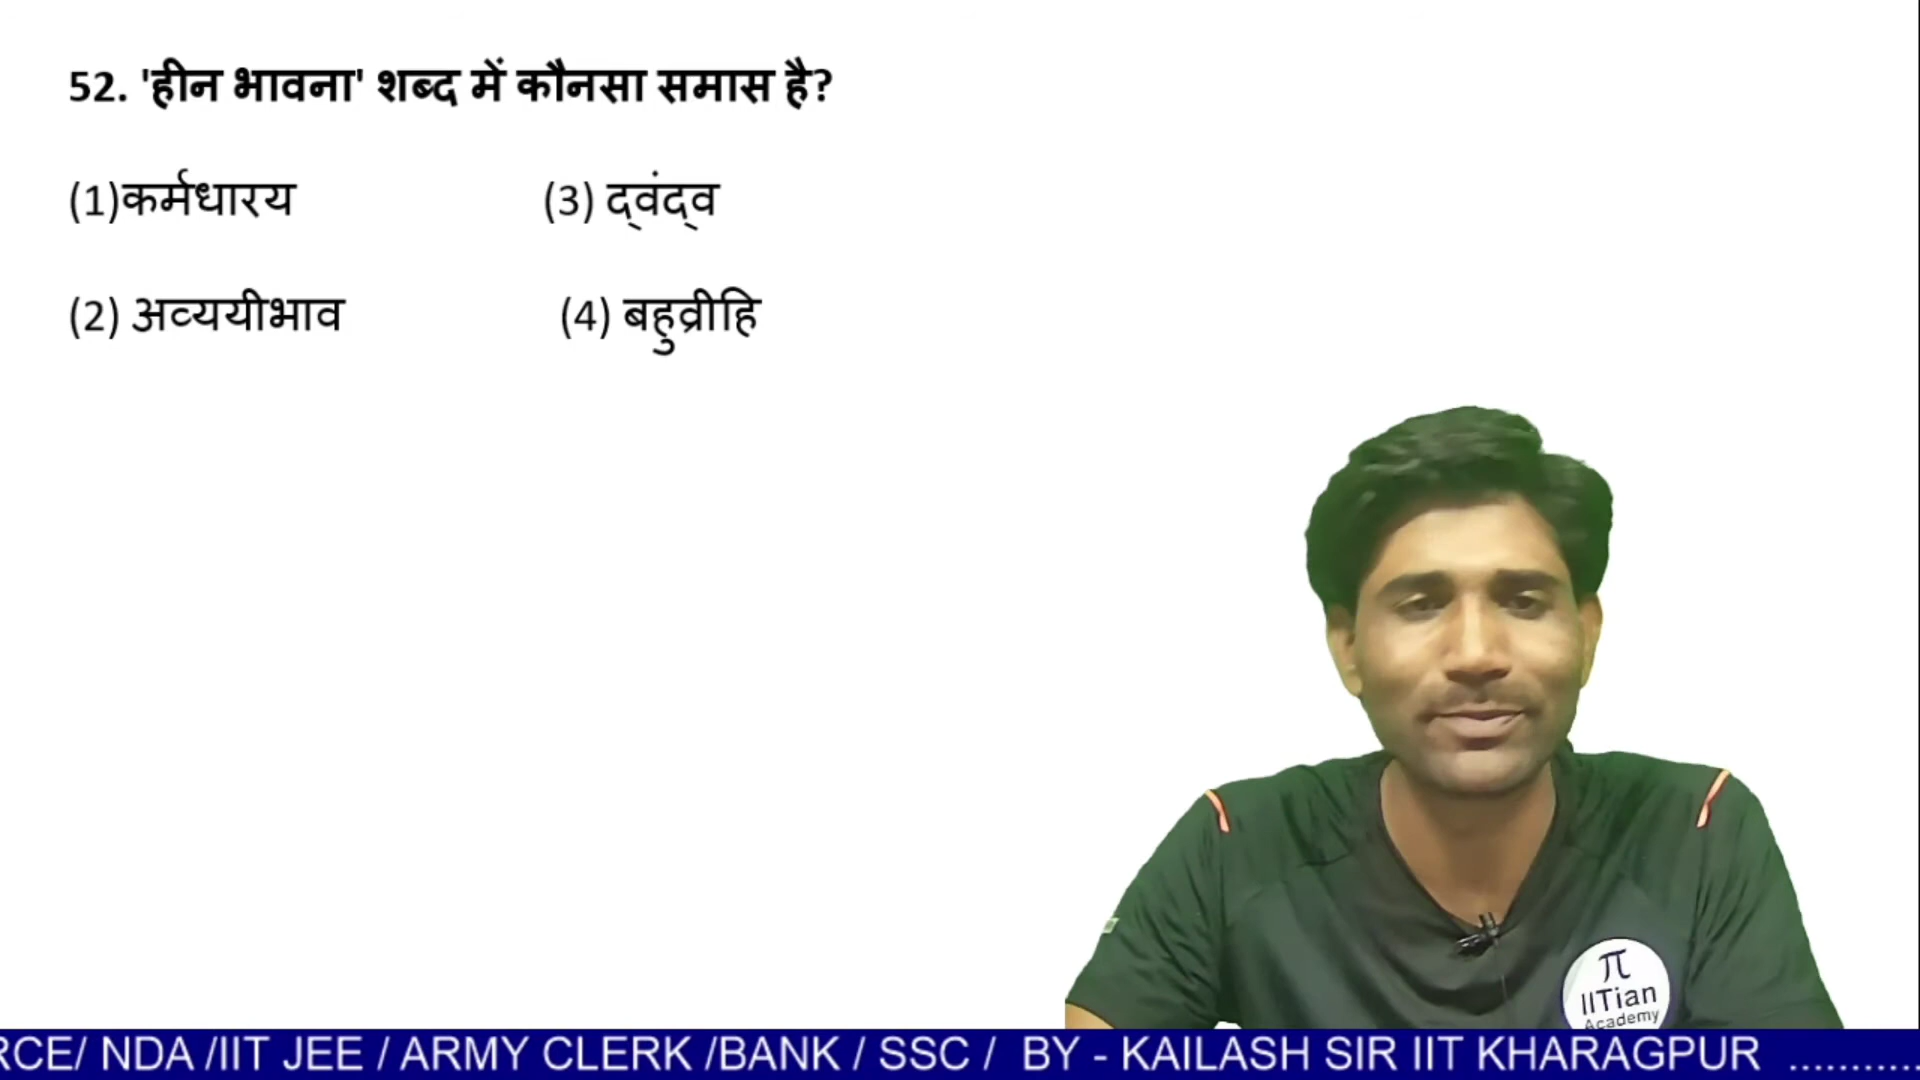 52. 'हीन भावना' शब्द में कौनसा समास है?
(1)कर्मधारय (3) द्वंद्व
(2) अव्ययीभाव (4) बहुव्रीहि
π
IITian
Academy
RCE/ NDA /IIT JEE / ARMY CLERK /BANK / SSC / BY - KAILASH SIR IIT KHARAGPUR ...........